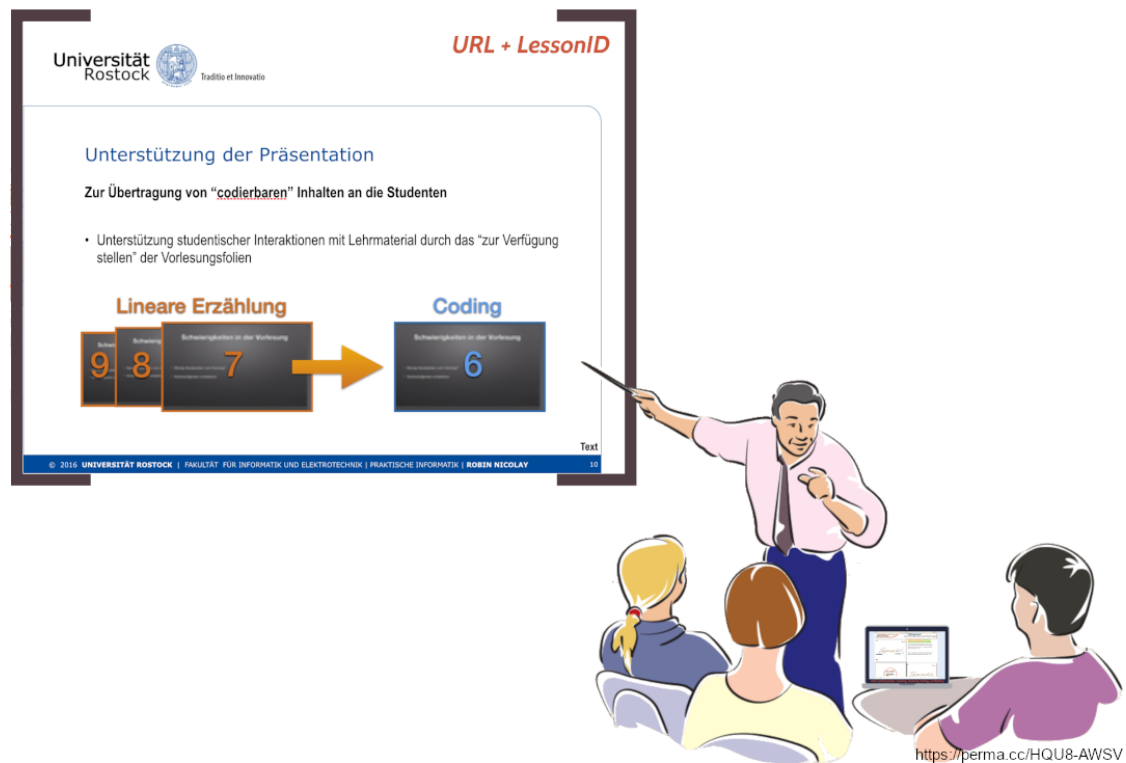 URL + LessonID
Universität
Rostock
Traditio et Innovatio
Unterstützung der Präsentation
Zur Übertragung von “codierbaren” Inhalten an die Studenten
• Unterstützung studentischer Interaktionen mit Lehrmaterial durch das “zur Verfügung
stellen” der Vorlesungsfolien
Lineare Erzählung
Coding
Schwierigkeiten in der Vorlesung
Schwierigkeiten in der Vorlesung
9
8
7
6
Text
© 2016 UNIVERSITÄT ROSTOCK | FAKULTÄT FÜR INFORMATIK UND ELEKTROTECHNIK | PRAKTISCHE INFORMATIK | ROBIN NICOLAY
10
https://perma.cc/HQU8-AWSV